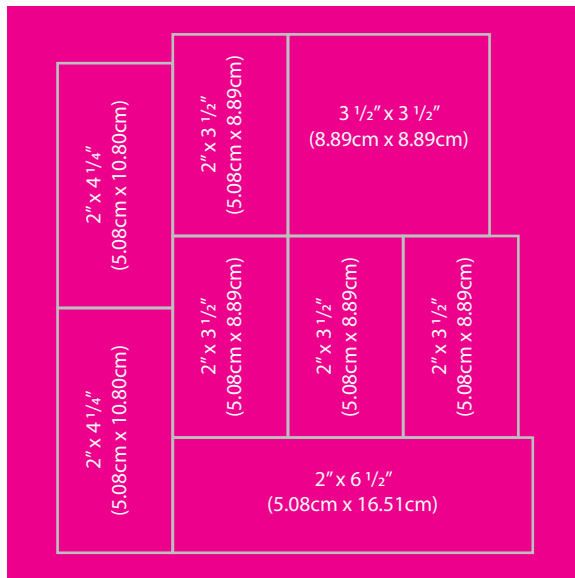 2” x 4 ¼”
(5.08cm x 10.80cm)
2” x 3 ½”
(5.08cm x 8.89cm)
3 ½” x 3 ½”
(8.89cm x 8.89cm)
2” x 4 ¼”
(5.08cm x 10.80cm)
2” x 3 ½”
(5.08cm x 8.89cm)
2” x 3 ½”
(5.08cm x 8.89cm)
2” x 3 ½”
(5.08cm x 8.89cm)
2” x 6 ½”
(5.08cm x 16.51cm)